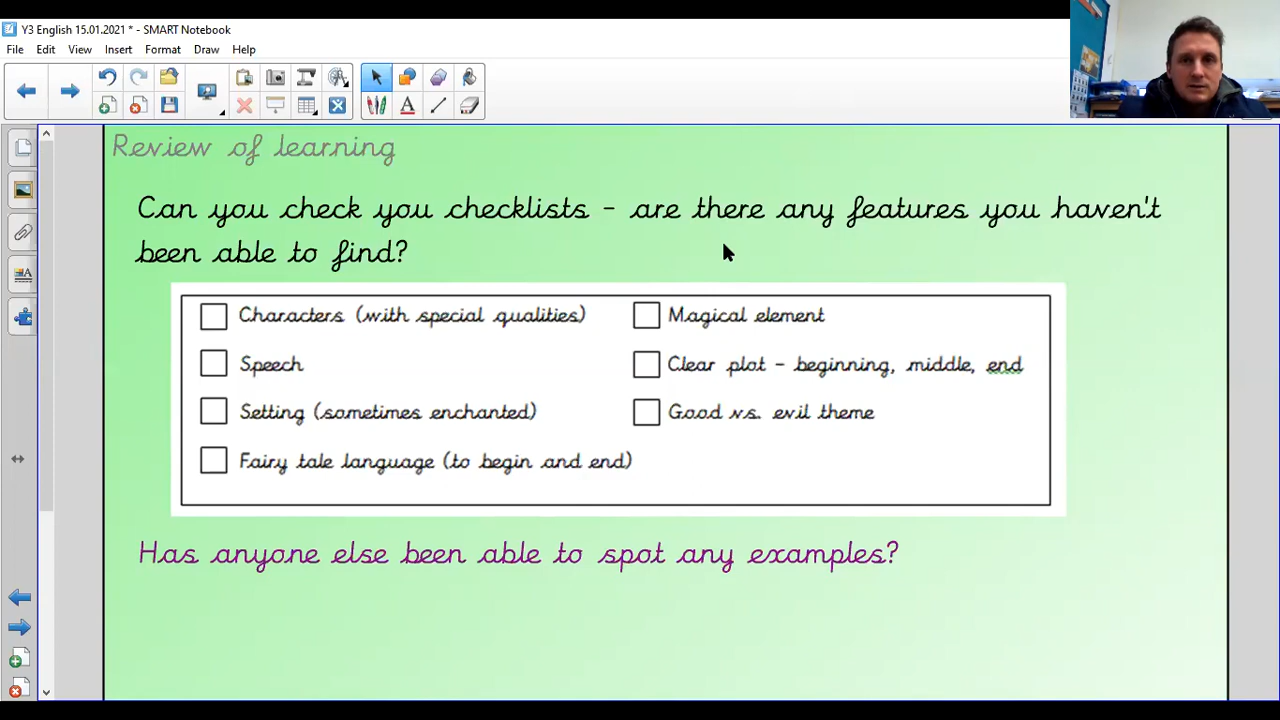 Y3 English 15.01.2021 * - SMART Notebook
File Edit View Insert Format Draw Help
Review of learning
Can you check you checklists - are there any features you haven't
been able to find?
Characters (with special qualities)
Magical element
Speech
Clear plot - beginning, middle, end
Setting (sometimes enchanted)
Good vs. evil theme
Fairy tale language (to begin and end)
Has anyone else been able to spot any examples?